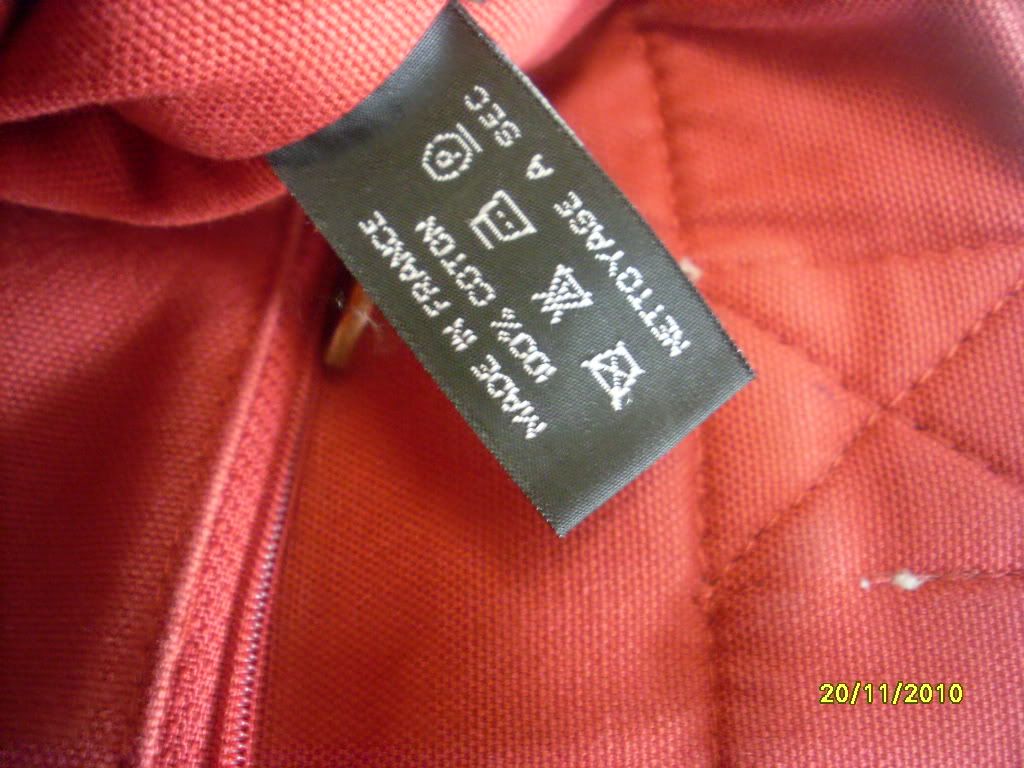 MADE IN FRANCE
100% COTON
P
NETTOYAGE A SEC
20/11/2010